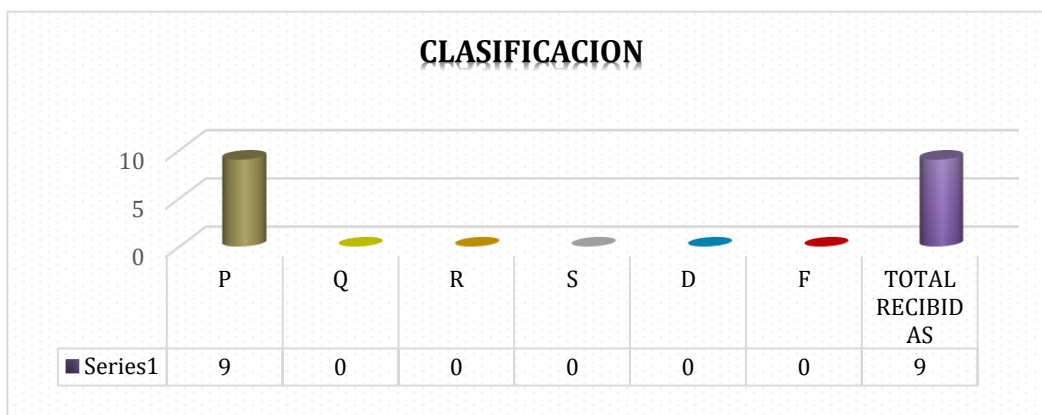 CLASIFICACION
10
5
0
P Q R S D F TOTAL
RECIBID
AS
Series1 9 0 0 0 0 0 9